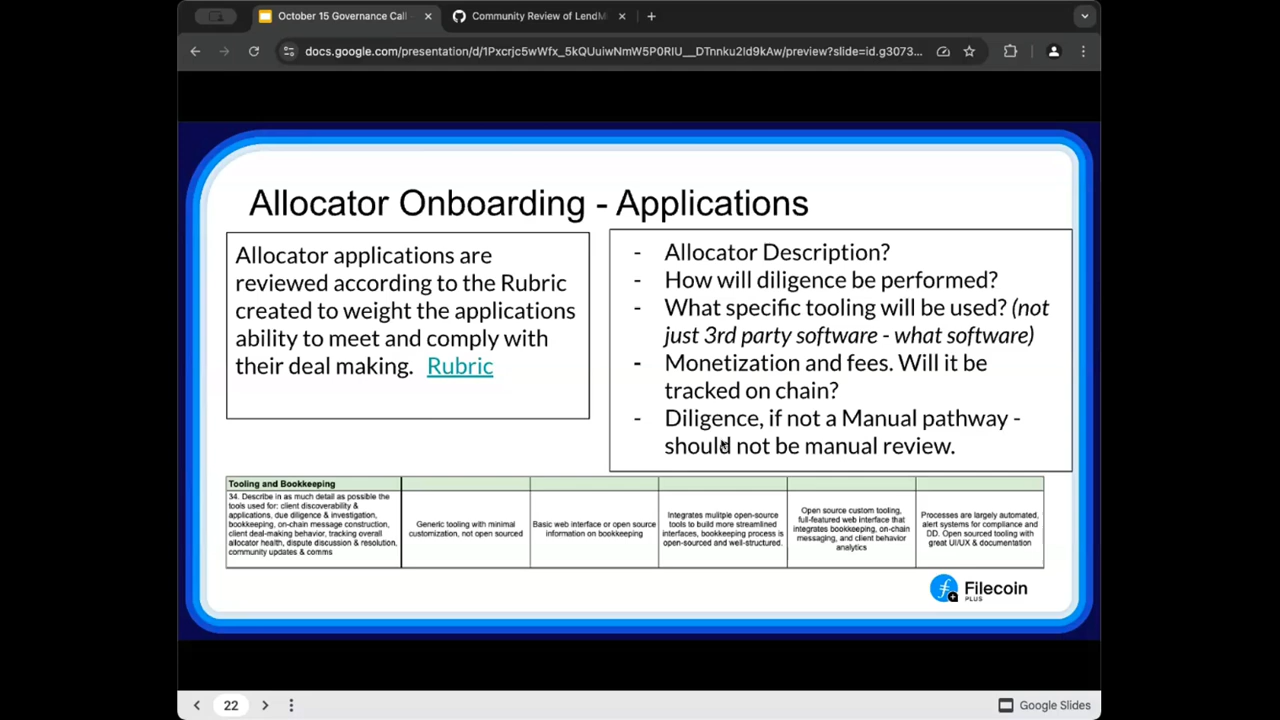 October 15 Governance Call
Community Review of LendMi
docs.google.com/presentation/d/1Pxcrjc5wWfx_5kQUuiwNmW5P0RIU__DTnnku2Id9kAw/preview?slide=id.g3073...
Allocator Onboarding - Applications
Allocator applications are
reviewed according to the Rubric
created to weight the applications
ability to meet and comply with
their deal making. Rubric
- Allocator Description?
- How will diligence be performed?
- What specific tooling will be used? (not
just 3rd party software - what software)
- Monetization and fees. Will it be
tracked on chain?
- Diligence, if not a Manual pathway -
should not be manual review.
Tooling and Bookkeeping
34. Describe in as much detail as possible the
tools used for: client discoverability &
applications, due diligence & investigation,
bookkeeping, on-chain message construction,
client deal-making behavior, tracking overall
allocator health, dispute discussion & resolution,
community updates & comms
Generic tooling with minimal
customization, not open sourced
Basic web interface or open source
information on bookkeeping
Integrates mulitple open-source
tools to build more streamlined
interfaces, bookkeeping process is
open-sourced and well-structured.
Open source custom tooling,
full-featured web interface that
integrates bookkeeping, on-chain
messaging, and client behavior
analytics
Processes are largely automated,
alert systems for compliance and
DD. Open sourced tooling with
great UI/UX & documentation
Filecoin
PLUS
22
Google Slides